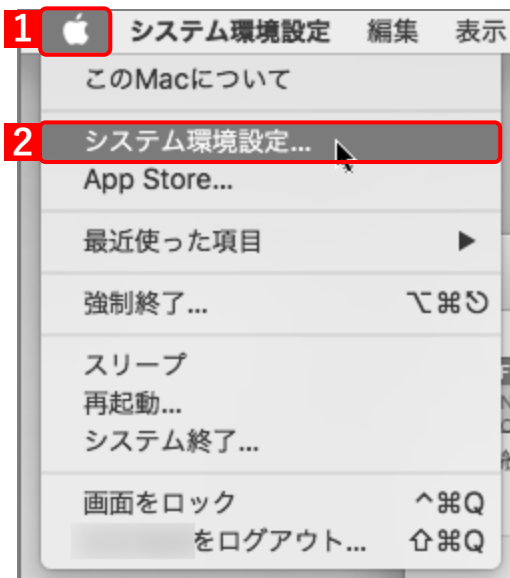 1 システム環境設定 編集 表示
このMacについて
2 システム環境設定...
App Store...
最近使った項目 ▶
強制終了... ⌥⌘⎋
スリープ
再起動...
システム終了...
画面をロック ^⌘Q
をログアウト... ⇧⌘Q